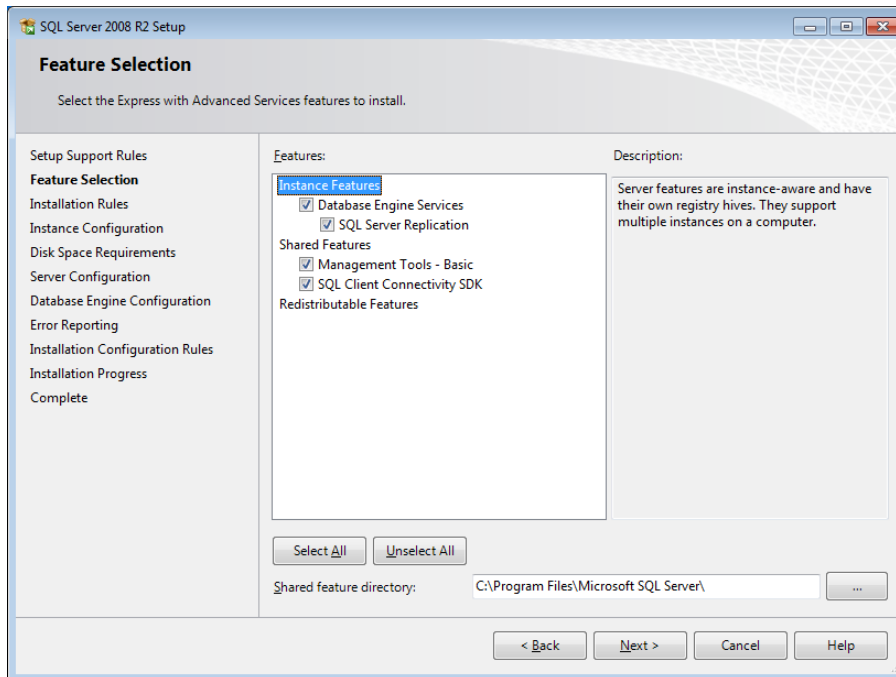 SQL Server 2008 R2 Setup
Feature Selection
Select the Express with Advanced Services features to install.
Setup Support Rules
Feature Selection
Installation Rules
Instance Configuration
Disk Space Requirements
Server Configuration
Database Engine Configuration
Error Reporting
Installation Configuration Rules
Installation Progress
Complete
Features:
Instance Features
Database Engine Services
SQL Server Replication
Shared Features
Management Tools - Basic
SQL Client Connectivity SDK
Redistributable Features
Description:
Server features are instance-aware and have
their own registry hives. They support
multiple instances on a computer.
Select All
Unselect All
Shared feature directory:
C:\Program Files\Microsoft SQL Server\
...
< Back
Next >
Cancel
Help